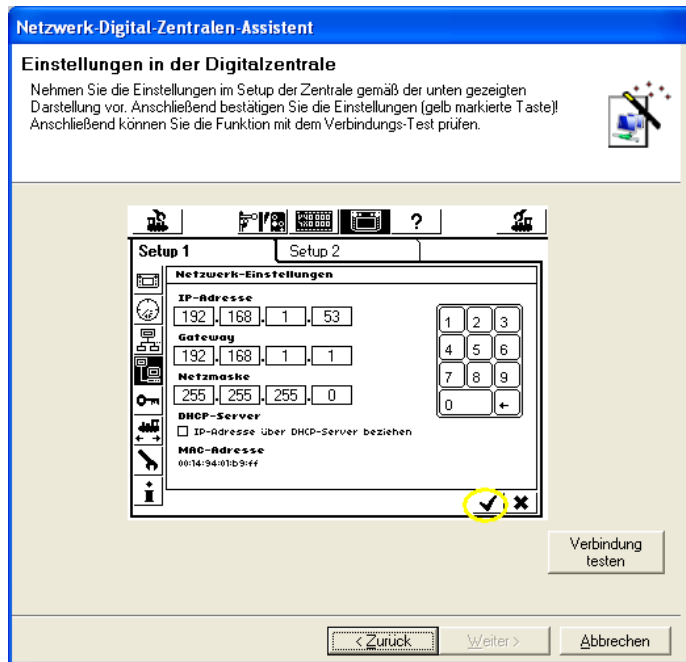 Netzwerk-Digital-Zentralen-Assistent
Einstellungen in der Digitalzentrale
Nehmen Sie die Einstellungen im Setup der Zentrale gemäß der unten gezeigten
Darstellung vor. Anschließend bestätigen Sie die Einstellungen (gelb markierte Taste)!
Anschließend können Sie die Funktion mit dem Verbindungs-Test prüfen.
?
Setup 1 Setup 2
Netzwerk-Einstellungen
IP-Adresse
192.168.1.53
Gateway
192.168.1.1
Netzmaske
255.255.255.0
DHCP-Server
IP-Adresse über DHCP-Server beziehen
MAC-Adresse
00:14:94:01:b9:ff
1 2 3
4 5 6
7 8 9
0 ←
i
Verbindung
testen
< Zurück Weiter > Abbrechen